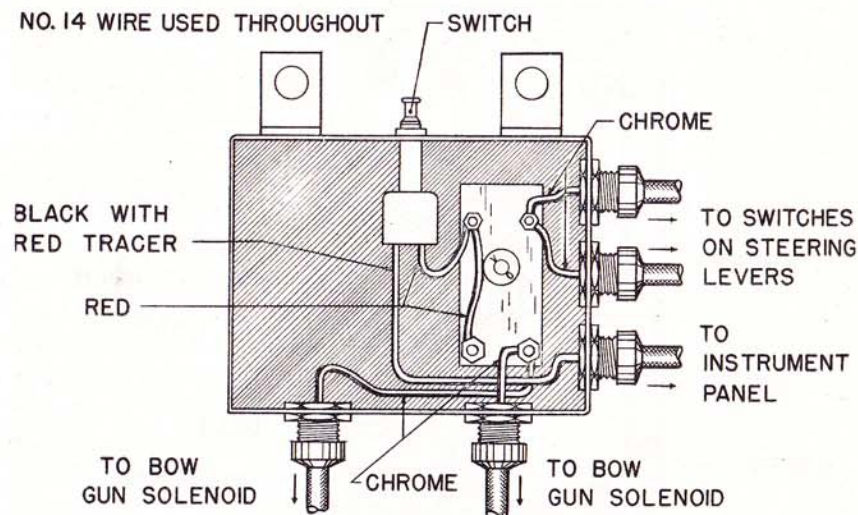 NO. 14 WIRE USED THROUGHOUT
SWITCH
CHROME
BLACK WITH
RED TRACER
TO SWITCHES
ON STEERING
LEVERS
RED
TO
INSTRUMENT
PANEL
TO BOW
GUN SOLENOID
CHROME
TO BOW
GUN SOLENOID